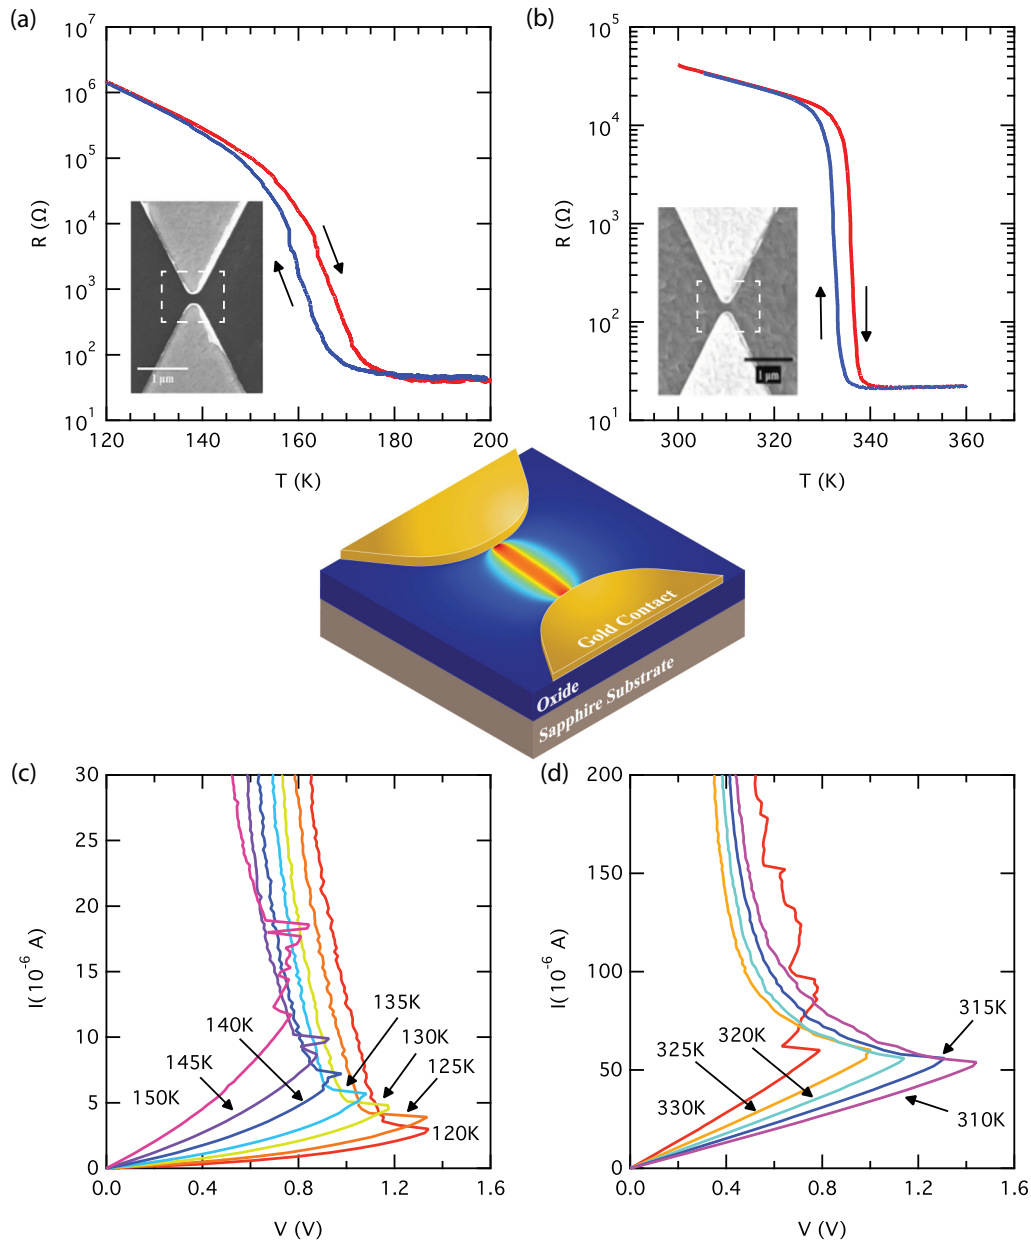 (a)
10^7
10^6
10^5
10^4
10^3
10^2
10^1
R (Ω)
1 μm
120
140
160
180
200
T (K)
(b)
10^5
10^4
10^3
10^2
10^1
R (Ω)
1 μm
300
320
340
360
T (K)
Gold Contact
Oxide
Sapphire Substrate
(c)
30
25
20
15
10
5
0
I( 10^-6 A)
135K
140K
130K
145K
125K
150K
120K
0.0
0.4
0.8
1.2
1.6
V (V)
(d)
200
150
100
50
0
I(10^-6 A)
315K
320K
325K
330K
310K
0.0
0.4
0.8
1.2
1.6
V (V)